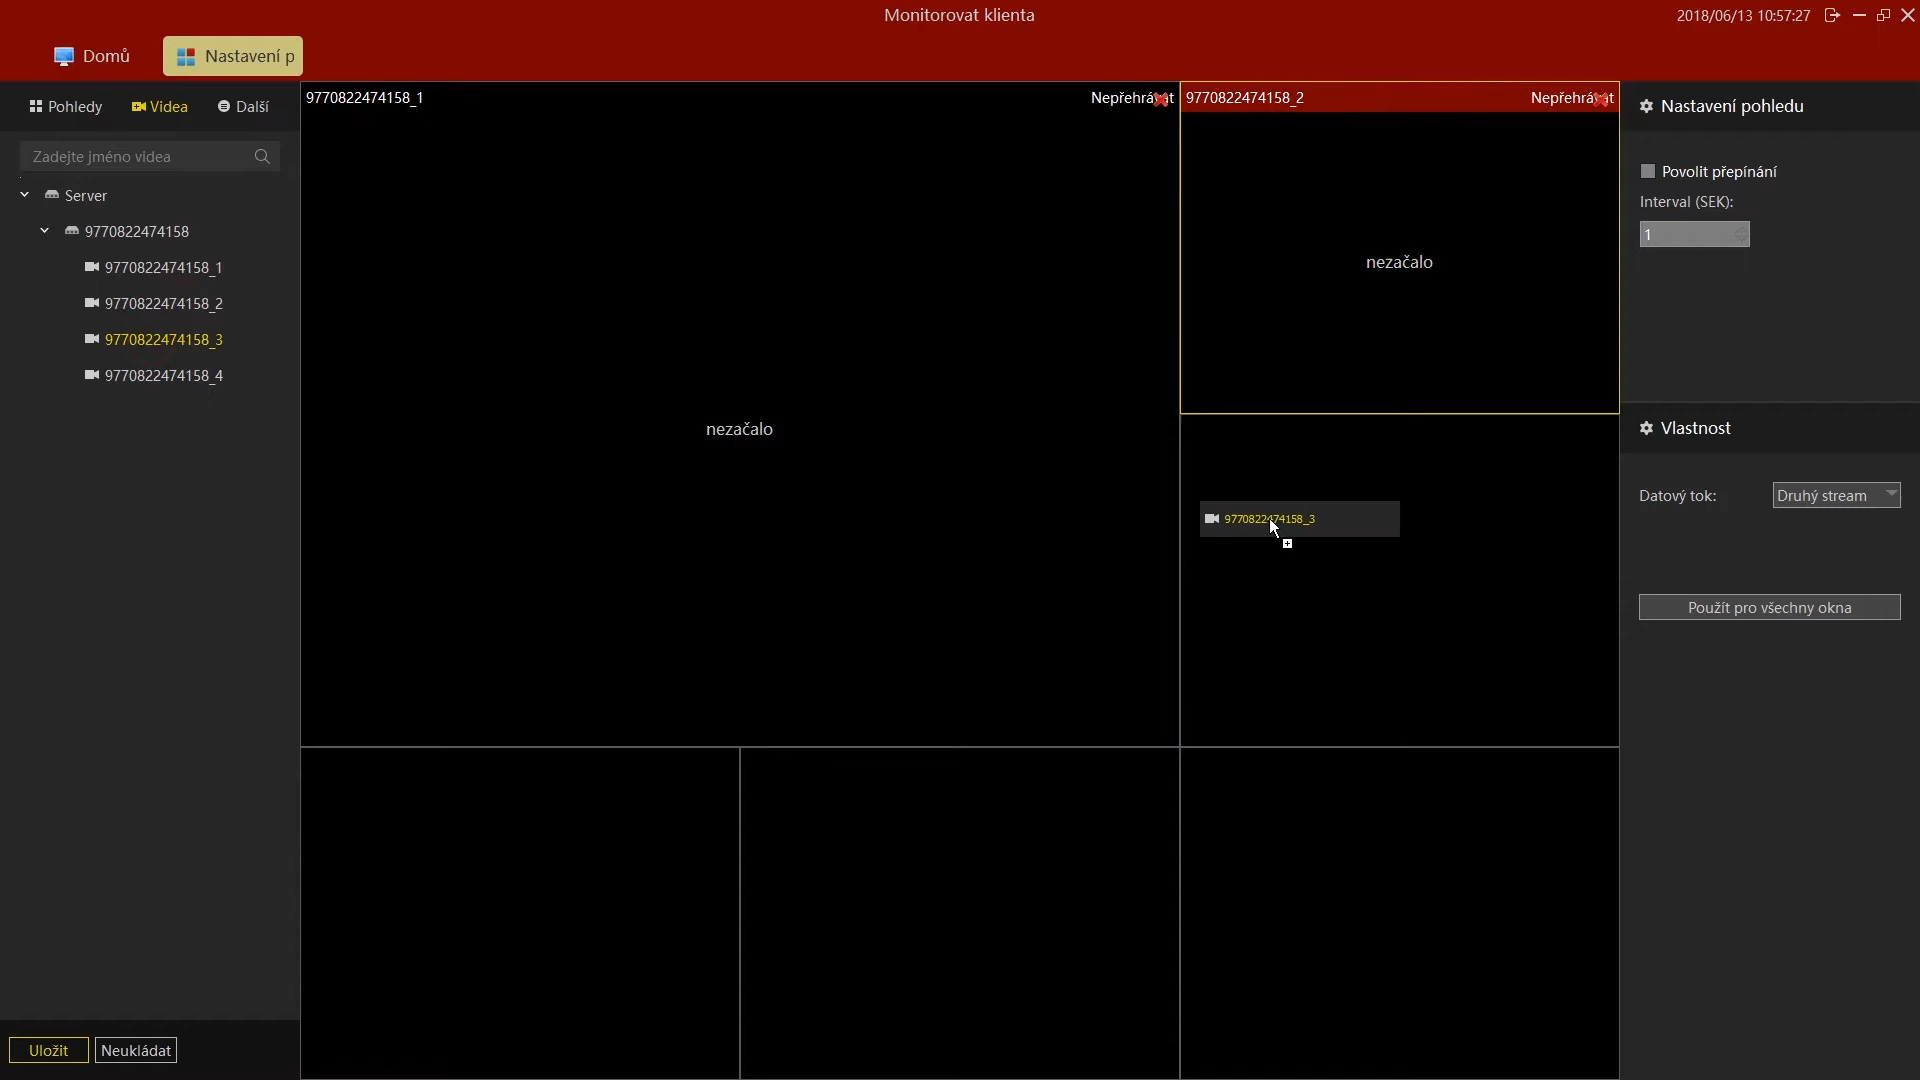 Monitorovat klienta
2018/06/13 10:57:27
Domů
Nastavení p
Pohledy
Videa
Další
Zadejte jméno videa
Server
9770822474158
9770822474158_1
9770822474158_2
9770822474158_3
9770822474158_4
Uložit
Neukládat
9770822474158_1
nezačalo
9770822474158_2
nezačalo
9770822474158_3
Nastavení pohledu
Povolit přepínání
Interval (SEK):
1
Vlastnost
Datový tok:
Druhý stream
Použít pro všechny okna